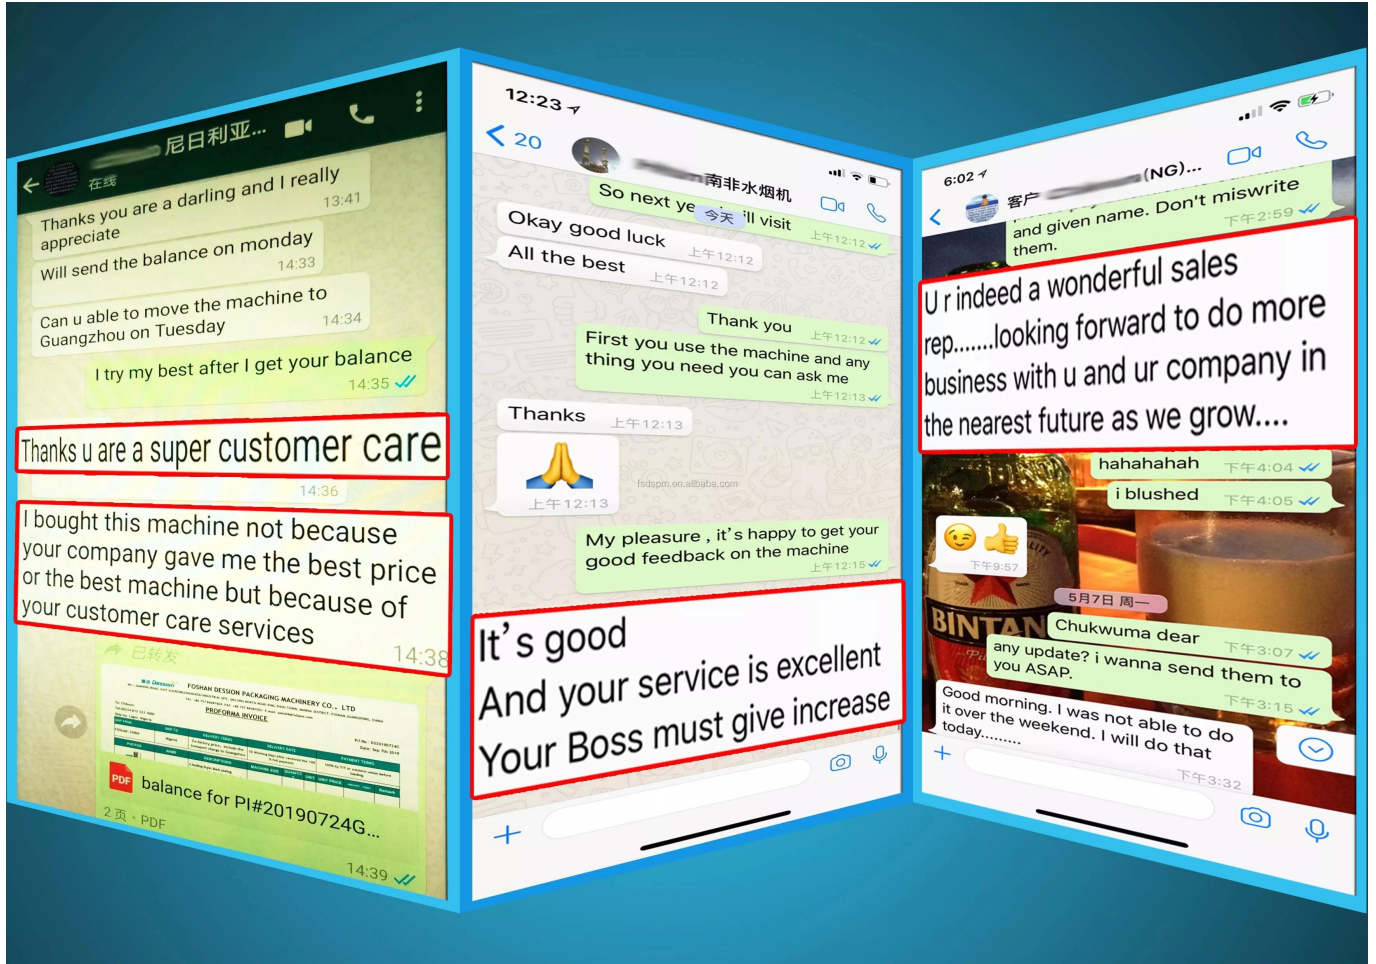 尼日利亚...
在线
Thanks you are a darling and I really
appreciate
13:41
Will send the balance on monday
14:33
Can u able to move the machine to
Guangzhou on Tuesday
14:34
I try my best after I get your balance
14:35
Thanks u are a super customer care
14:36
I bought this machine not because
your company gave me the best price
or the best machine but because of
your customer care services
14:38
已转发
FOSHAN DESSION PACKAGING MACHINERY CO., LTD
PROFORMA INVOICE
PDF
balance for PI#20190724G...
2 页 · PDF
14:39
12:23
20
南非水烟机
So next ye
ill visit
今天
上午12:12
Okay good luck
上午12:12
All the best
上午12:12
Thank you
上午12:12
First you use the machine and any
thing you need you can ask me
上午12:13
Thanks
上午12:13
上午12:13
fsdspm.en.alibaba.com
My pleasure , it's happy to get your
good feedback on the machine
上午12:15
It's good
And your service is excellent
Your Boss must give increase
6:02
客户
(NG)...
and given name. Don't miswrite
them.
下午2:59
U r indeed a wonderful sales
rep.......looking forward to do more
business with u and ur company in
the nearest future as we grow....
hahahahah
下午4:04
i blushed
下午4:05
下午9:57
BINTAN
5月7日 周一
Chukwuma dear
下午3:07
any update? i wanna send them to
you ASAP.
下午3:15
Good morning. I was not able to do
it over the weekend. I will do that
today.........
下午3:32